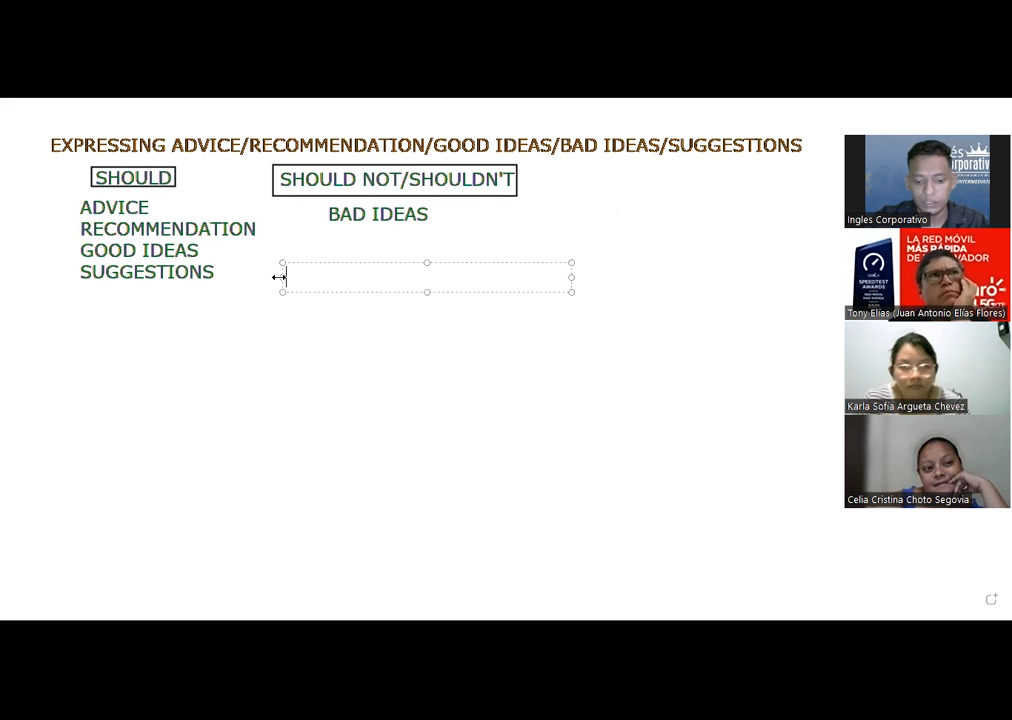 EXPRESSING ADVICE/RECOMMENDATION/GOOD IDEAS/BAD IDEAS/SUGGESTIONS
SHOULD
SHOULD NOT/SHOULDN'T
ADVICE
RECOMMENDATION
GOOD IDEAS
SUGGESTIONS
BAD IDEAS
Ingles Corporativo
LA RED MÓVIL
MÁS RÁPIDA
SPEEDTEST
AWARDS
Tony Elías (Juan Antonio Elías Flores)
Karla Sofía Argueta Chevez
Celia Cristina Choto Segovia